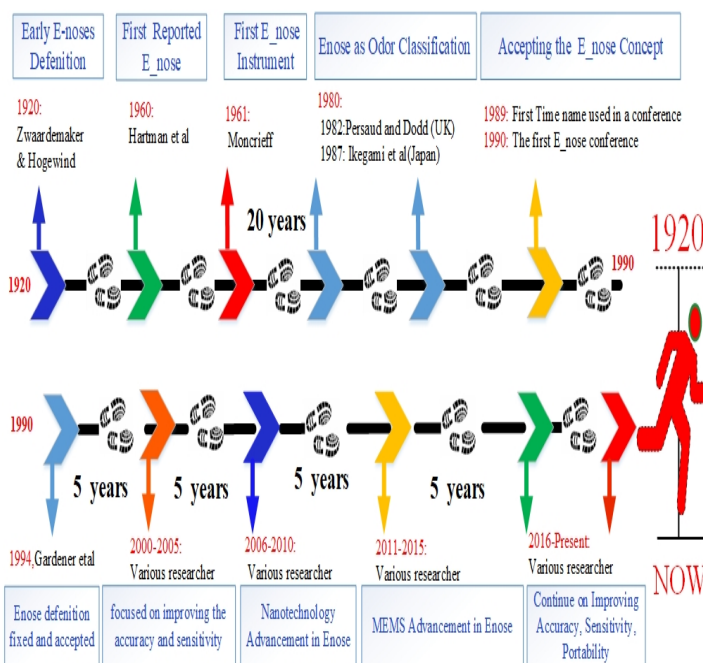 Early E-noses
Defenition
First Reported
E_nose
First E_nose
Instrument
Enose as Odor Classification
Accepting the E_nose Concept
1920:
Zwaardemaker
& Hogewind
1960:
Hartman et al
1961:
Moncrieff
1980:
1982:Persaud and Dodd (UK)
1987: Ikegami et al(Japan)
1989: First Time name used in a conference
1990: The first E_nose conference
20 years
1920
1990
1920
1990
5 years
5 years
5 years
5 years
1994,Gardener etal
2000-2005:
Various researcher
2006-2010:
Various researcher
2011-2015:
Various researcher
2016-Present:
Various researcher
NOW
Enose defenition
fixed and accepted
focused on improving the
accuracy and sensitivity
Nanotechnology
Advancement in Enose
MEMS Advancement in Enose
Continue on Improving
Accuracy, Sensitivity,
Portability